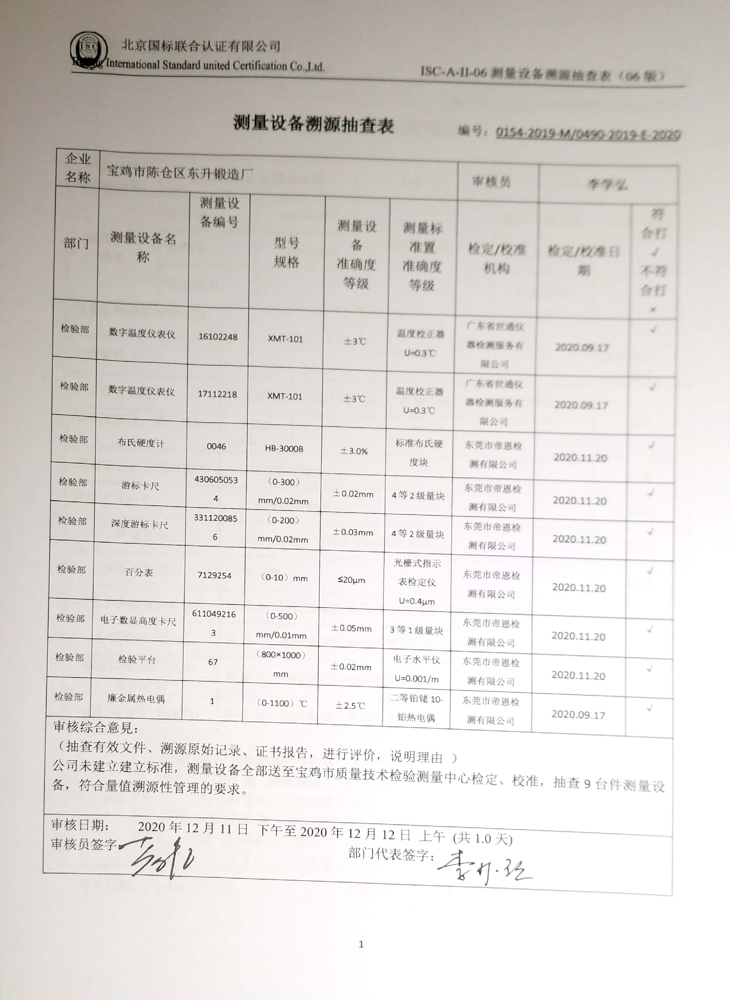 ISC
北京国标联合认证有限公司
Beijing International Standard united Certification Co.,Ltd.
ISC-A-II-06 测量设备溯源抽查表（06 版）
测量设备溯源抽查表
编号：0154-2019-M/0490-2019-E-2020
企业
名称
宝鸡市陈仓区东升锻造厂
审核员
李学弘
部门
测量设备名
称
测量设
备编号
型号
规格
测量设
备
准确度
等级
测量标
准置
准确度
等级
检定/校准
机构
检定/校准日
期
符
合打
√
不符
合打
×
检验部 数字温度仪表仪 16102248 XMT-101 ±3℃
温度校正器
U=0.3℃
广东省世通仪
器检测服务有
限公司
2020.09.17 √
检验部 数字温度仪表仪 17112218 XMT-101 ±3℃
温度校正器
U=0.3℃
广东省世通仪
器检测服务有
限公司
2020.09.17 √
检验部 布氏硬度计 0046 HB-3000B ±3.0%
标准布氏硬
度块
东莞市帝恩检
测有限公司
2020.11.20 √
检验部 游标卡尺
430605053
4
（0-300）
mm/0.02mm
±0.02mm 4 等 2 级量块
东莞市帝恩检
测有限公司
2020.11.20 √
检验部 深度游标卡尺
331120085
6
（0-200）
mm/0.02mm
±0.03mm 4 等 2 级量块
东莞市帝恩检
测有限公司
2020.11.20 √
检验部 百分表 7129254 （0-10）mm ≤20μm
光栅式指示
表检定仪
U=0.4μm
东莞市帝恩检
测有限公司
2020.11.20 √
检验部 电子数显高度卡尺
611049216
3
（0-500）
mm/0.01mm
±0.05mm 3 等 1 级量块
东莞市帝恩检
测有限公司
2020.11.20 √
检验部 检验平台 67
（800×1000）
mm
±0.02mm
电子水平仪
U=0.001/m
东莞市帝恩检
测有限公司
2020.11.20 √
检验部 廉金属热电偶 1 （0-1100）℃ ±2.5℃
二等铂铑 10-
铂热电偶
东莞市帝恩检
测有限公司
2020.09.17 √
审核综合意见：
（抽查有效文件、溯源原始记录、证书报告，进行评价，说明理由 ）
公司未建立建立标准，测量设备全部送至宝鸡市质量技术检验测量中心检定、校准，抽查 9 台件测量设
备，符合量值溯源性管理的要求。
审核日期： 2020 年 12 月 11 日 下午至 2020 年 12 月 12 日 上午 (共 1.0 天)
审核员签字：
部门代表签字：
1